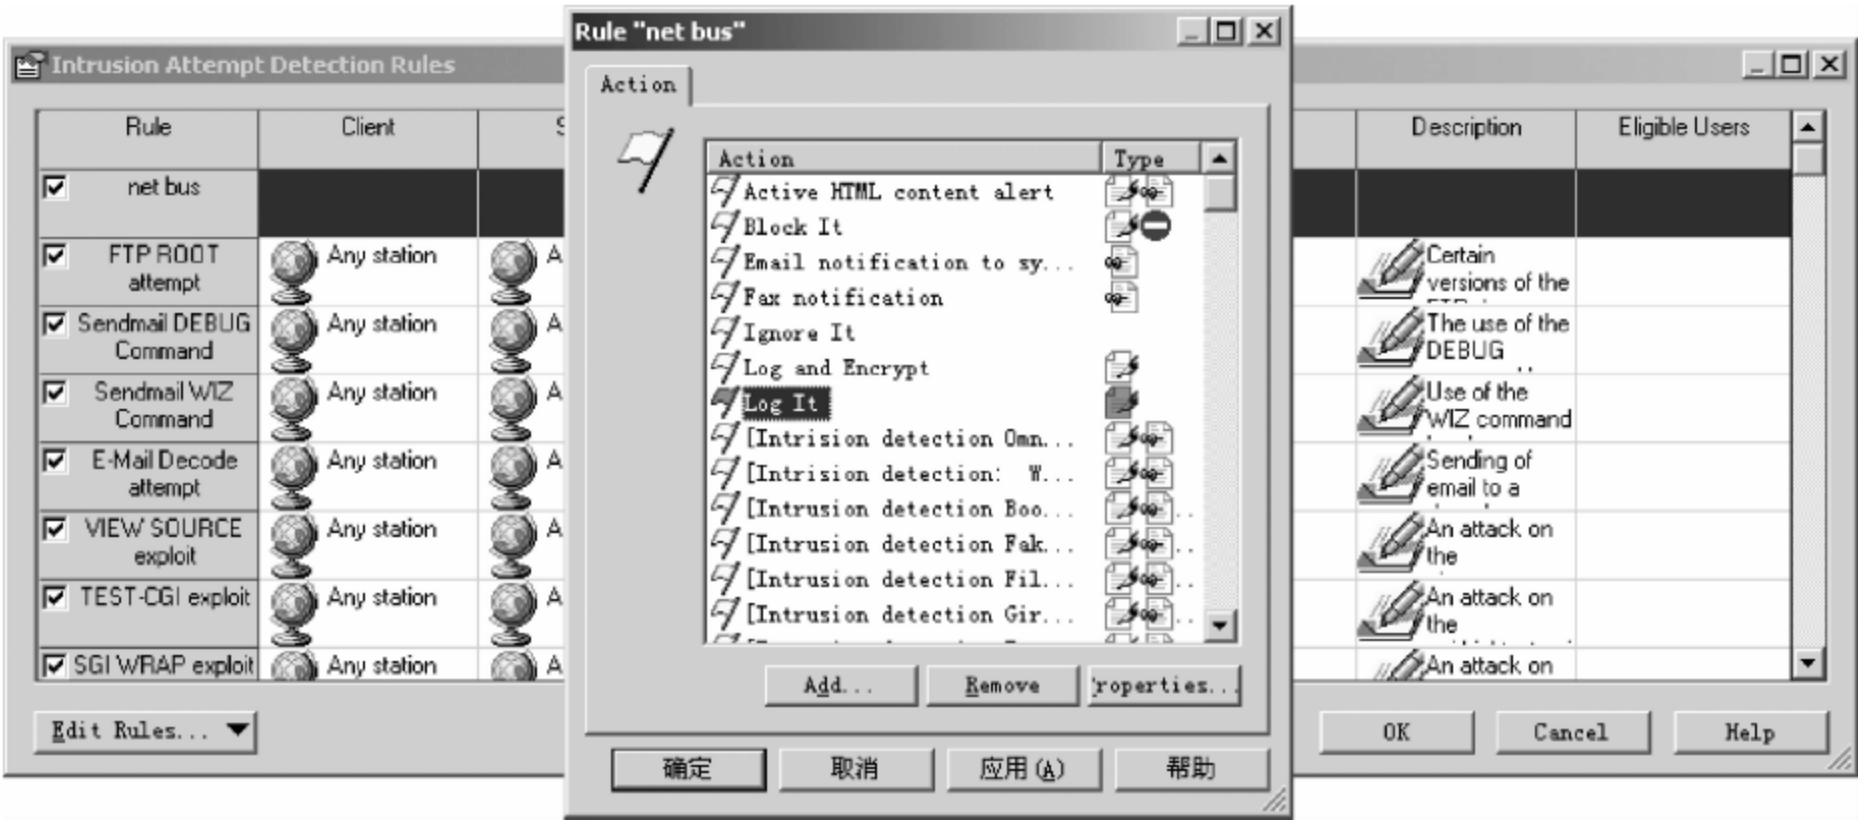 Intrusion Attempt Detection Rules
Rule
Client
S
Description
Eligible Users
net bus
FTP ROOT
attempt
Any station
A
Certain
versions of the
Sendmail DEBUG
Command
Any station
A
The use of the
DEBUG
Sendmail WIZ
Command
Any station
A
Use of the
WIZ command
E-Mail Decode
attempt
Any station
A
Sending of
email to a
VIEW SOURCE
exploit
Any station
A
An attack on
the
TEST-CGI exploit
Any station
A
An attack on
the
SGI WRAP exploit
Any station
A
An attack on
Edit Rules...
OK
Cancel
Help
Rule "net bus"
Action
Action
Type
Active HTML content alert
Block It
Email notification to sy...
Fax notification
Ignore It
Log and Encrypt
Log It
[Intrision detection Omn...
[Intrision detection: W...
[Intrusion detection Boo...
[Intrusion detection Fak...
[Intrusion detection Fil...
[Intrusion detection Gir...
Add...
Remove
roperties...
确定
取消
应用(A)
帮助